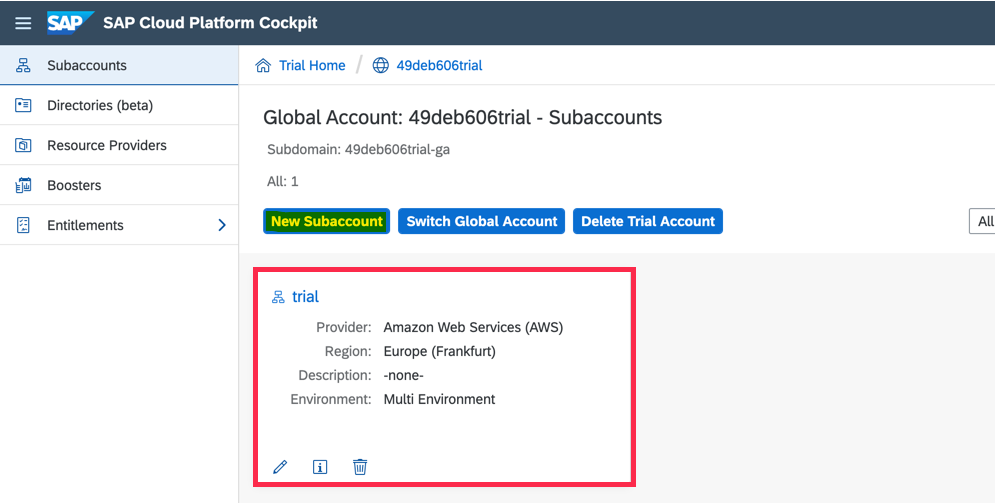 SAP SAP Cloud Platform Cockpit
Subaccounts
Directories (beta)
Resource Providers
Boosters
Entitlements
Trial Home / 49deb606trial
Global Account: 49deb606trial - Subaccounts
Subdomain: 49deb606trial-ga
All: 1
New Subaccount Switch Global Account Delete Trial Account All
trial
Provider: Amazon Web Services (AWS)
Region: Europe (Frankfurt)
Description: -none-
Environment: Multi Environment